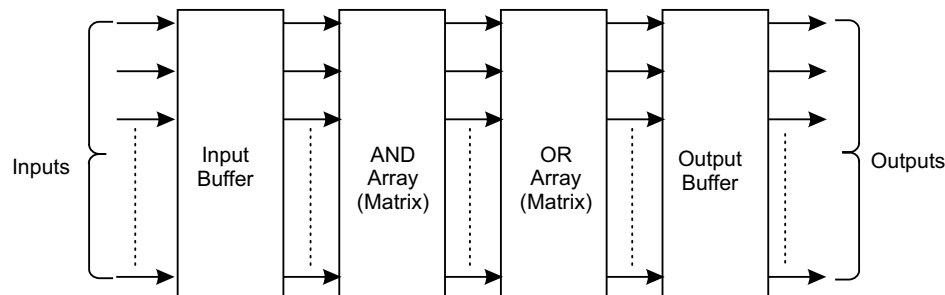 Inputs
Input
Buffer
AND
Array
(Matrix)
OR
Array
(Matrix)
Output
Buffer
Outputs